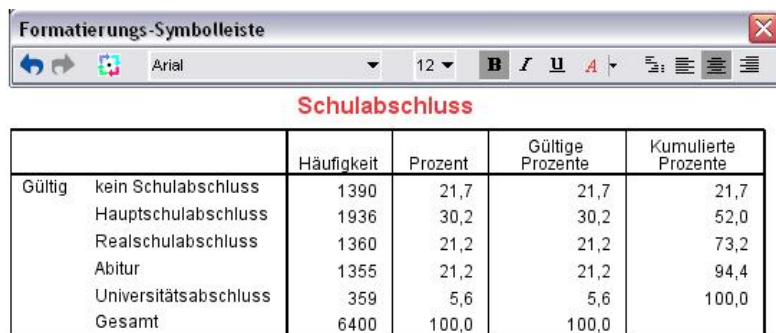 Formatierungs-Symbolleiste
Arial 12 B I U A
Schulabschluss
Häufigkeit Prozent Gültige Prozente Kumulierte Prozente
Gültig kein Schulabschluss 1390 21,7 21,7 21,7
Hauptschulabschluss 1936 30,2 30,2 52,0
Realschulabschluss 1360 21,2 21,2 73,2
Abitur 1355 21,2 21,2 94,4
Universitätsabschluss 359 5,6 5,6 100,0
Gesamt 6400 100,0 100,0